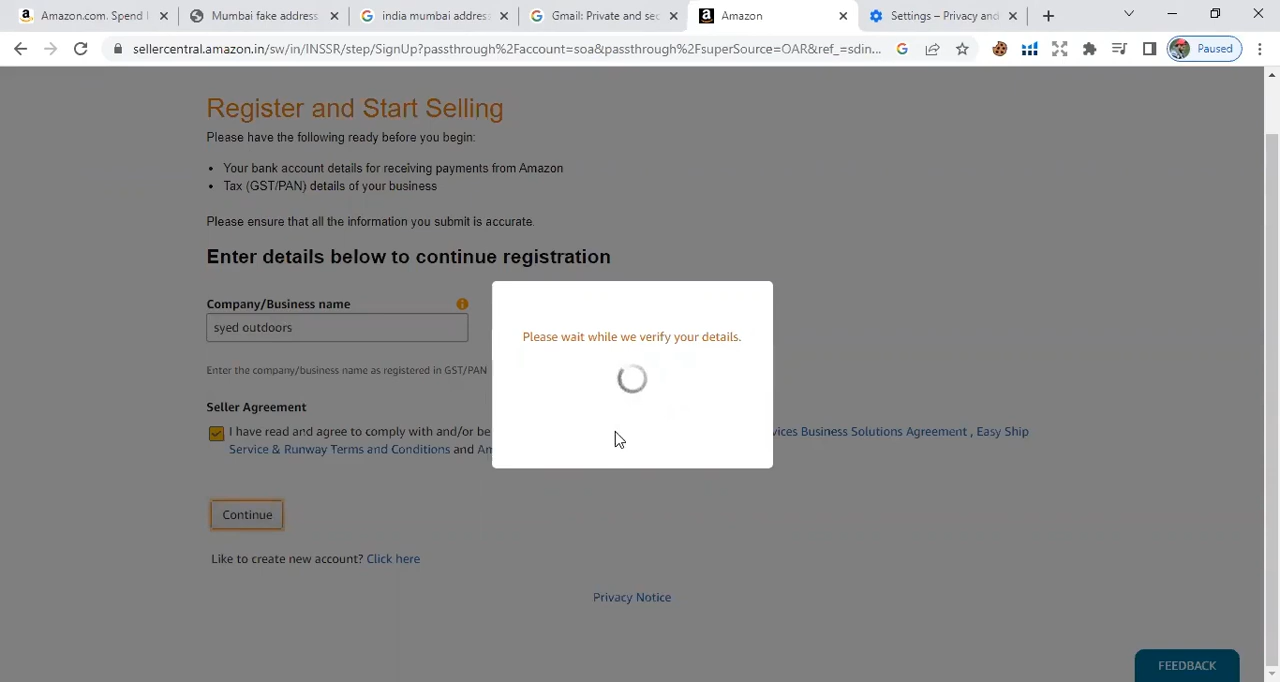 Amazon.com. Spend l
Mumbai fake address
india mumbai address
Gmail: Private and sec
Amazon
Settings – Privacy and
sellercentral.amazon.in/sw/in/INSSR/step/SignUp?passthrough%2Faccount=soa&passthrough%2FsuperSource=OAR&ref_=sdin...
Paused
Register and Start Selling
Please have the following ready before you begin:
• Your bank account details for receiving payments from Amazon
• Tax (GST/PAN) details of your business
Please ensure that all the information you submit is accurate.
Enter details below to continue registration
Company/Business name
syed outdoors
Please wait while we verify your details.
Enter the company/business name as registered in GST/PAN
Seller Agreement
I have read and agree to comply with and/or be vices Business Solutions Agreement , Easy Ship
Service & Runway Terms and Conditions and Am
Continue
Like to create new account? Click here
Privacy Notice
FEEDBACK